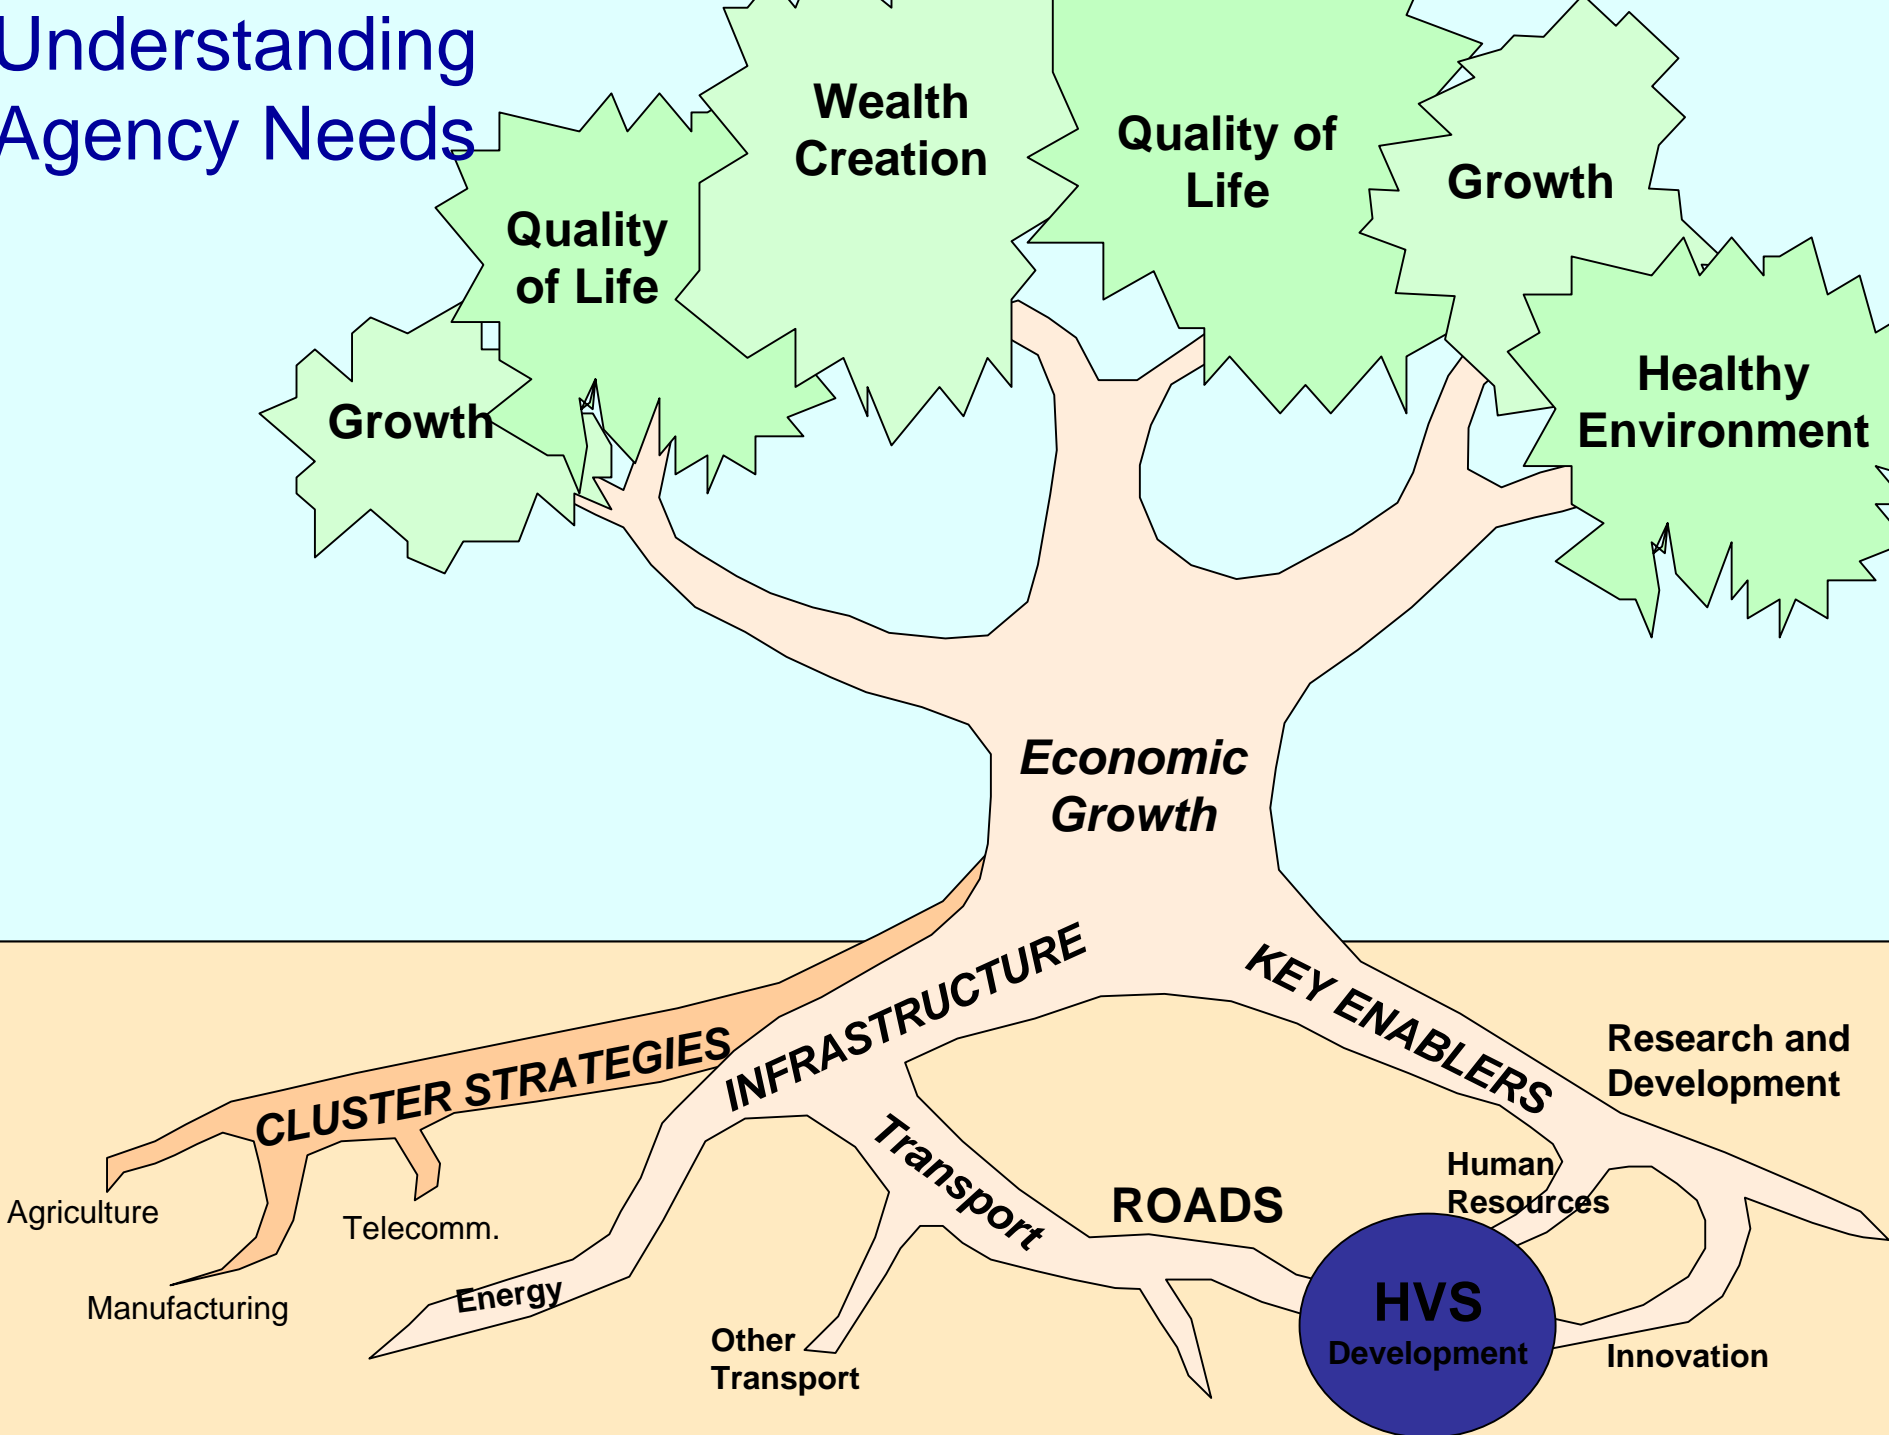 Understanding
Agency Needs
Wealth
Creation
Quality of
Life
Growth
Quality
of Life
Healthy
Environment
Growth
Economic
Growth
INFRASTRUCTURE
KEY ENABLERS
CLUSTER STRATEGIES
Research and
Development
Transport
Human
Resources
ROADS
Agriculture
Telecomm.
Manufacturing
Energy
Other
Transport
HVS
Development
Innovation